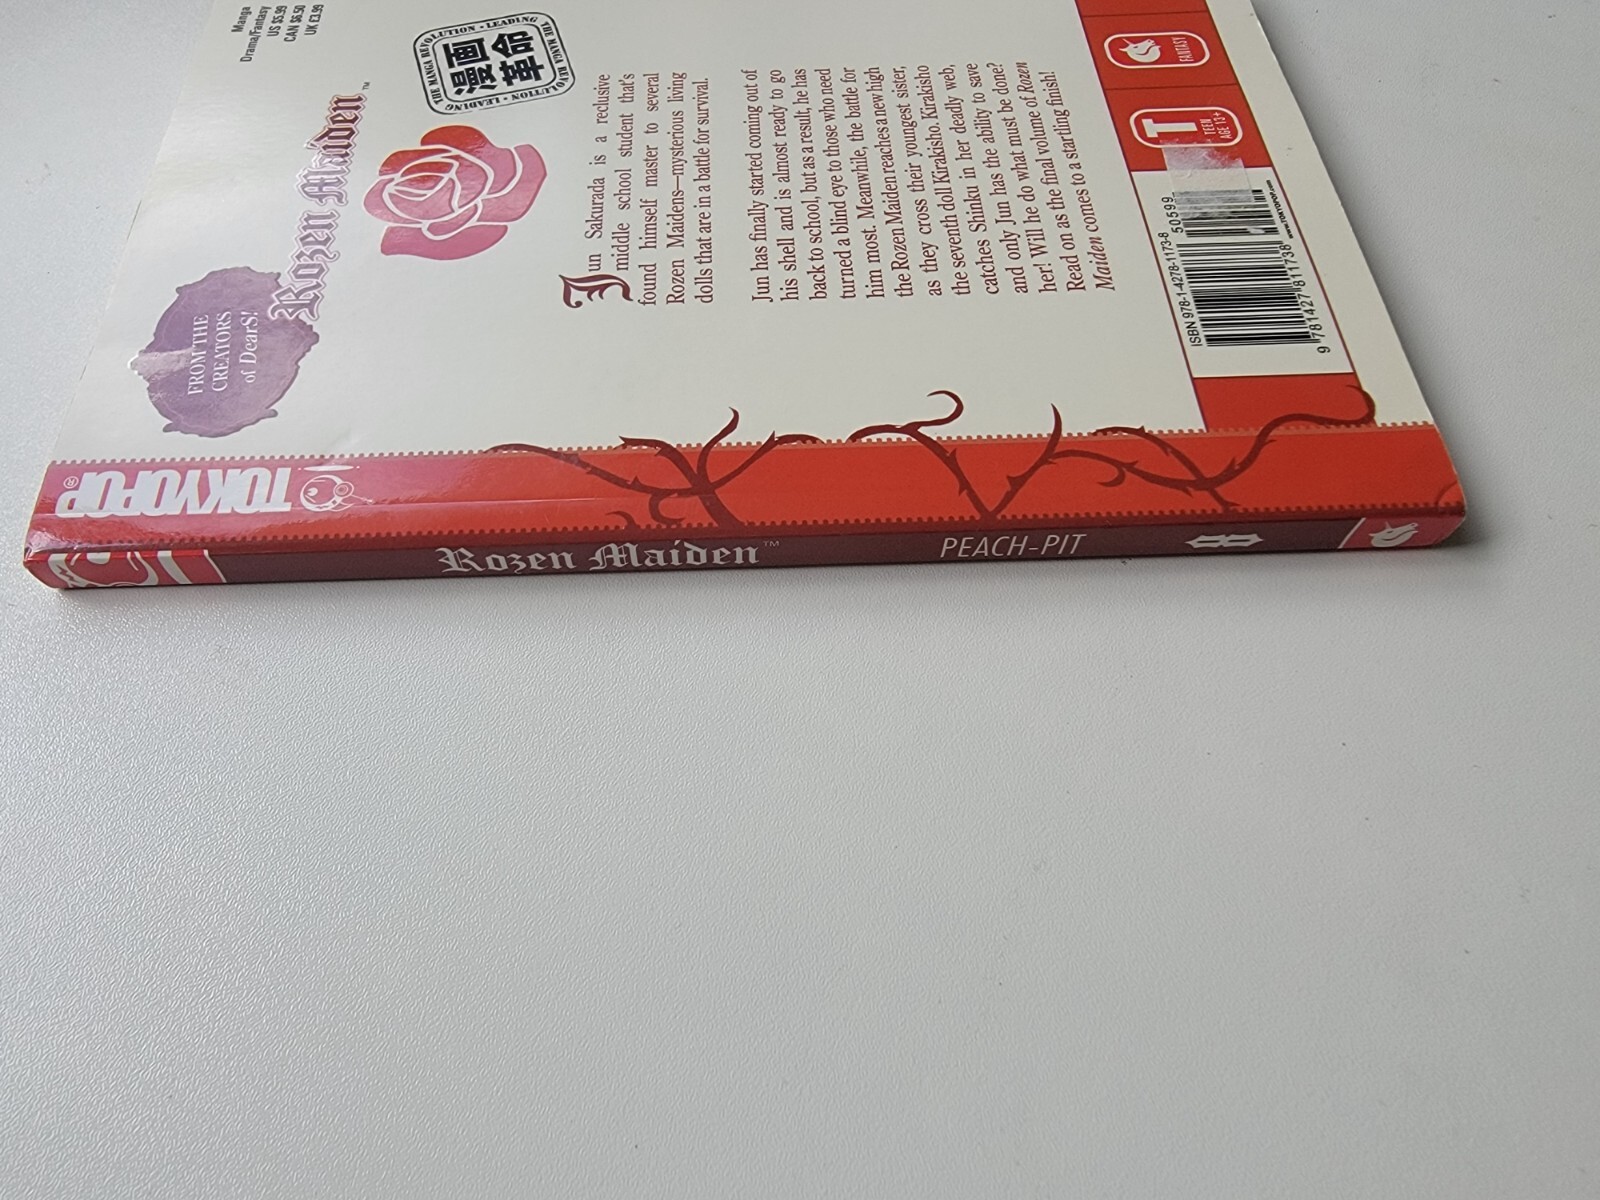 Manga
Drama/Fantasy
US $5.99
CAN $6.50
UK £3.99
THE MANGA REVOLUTION • LEADING
THE MANGA REVOLUTION • LEADING
漫画
革命
FROM THE
CREATORS
of DearS!
Rozen Maiden™
Jun Sakurada is a reclusive
middle school student that's
found himself master to several
Rozen Maidens—mysterious living
dolls that are in a battle for survival.
Jun has finally started coming out of
his shell and is almost ready to go
back to school, but as a result, he has
turned a blind eye to those who need
him most. Meanwhile, the battle for
the Rozen Maiden reaches a new high
as they cross their youngest sister,
the seventh doll Kirakisho. Kirakisho
catches Shinku in her deadly web,
and only Jun has the ability to save
her! Will he do what must be done?
Read on as the final volume of Rozen
Maiden comes to a startling finish!
FANTASY
T
TEEN
AGE 13+
ISBN 978-1-4278-1173-8
50599
9 781427 811738
www.TOKYOPOP.com
TOKYOPOP®
Rozen Maiden™
PEACH-PIT
8